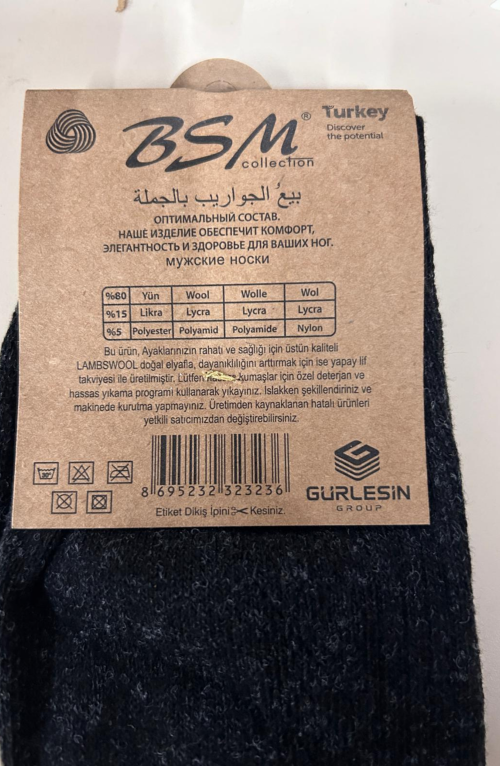 BSM®
collection
Turkey
Discover
the potential
بيعُ الجواريب بالجملة
ОПТИМАЛЬНЫЙ СОСТАВ.
НАШЕ ИЗДЕЛИЕ ОБЕСПЕЧИТ КОМФОРТ,
ЭЛЕГАНТНОСТЬ И ЗДОРОВЬЕ ДЛЯ ВАШИХ НОГ.
мужские носки
%80 Yün Wool Wolle Wol
%15 Likra Lycra Lycra Lycra
%5 Polyester Polyamid Polyamide Nylon
Bu ürün, Ayaklarınızın rahatı ve sağlığı için üstün kaliteli
LAMBSWOOL doğal elyafla, dayanıklılığını arttırmak için ise yapay lif
takviyesi ile üretilmiştir. Lütfen kumaşlar için özel deterjan ve
hassas yıkama programı kullanarak yıkayınız. Islakken şekillendiriniz ve
makinede kurutma yapmayınız. Üretimden kaynaklanan hatalı ürünleri
yetkili satıcımızdan değiştirebilirsiniz.
8 695232 323236
Etiket Dikiş İpini Kesiniz.
GÜRLESİN
GROUP